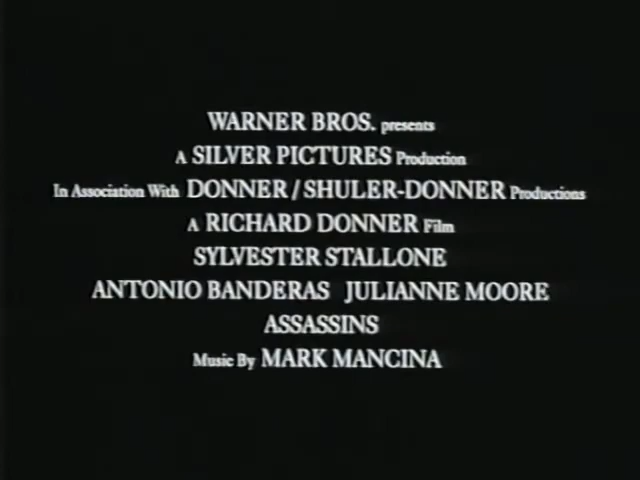 WARNER BROS. presents
A SILVER PICTURES Production
In Association With DONNER / SHULER-DONNER Productions
A RICHARD DONNER Film
SYLVESTER STALLONE
ANTONIO BANDERAS JULIANNE MOORE
ASSASSINS
Music By MARK MANCINA